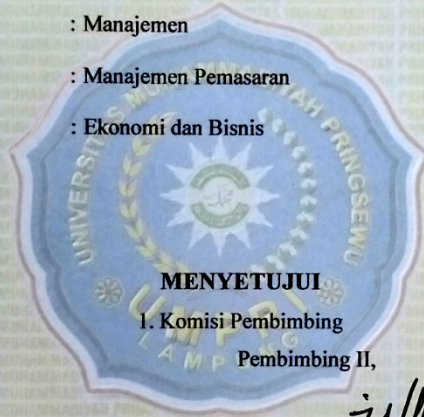 : Manajemen
: Manajemen Pemasaran
: Ekonomi dan Bisnis
UNIVERSITAS MUHAMMADIYAH PRINGSEWU
MENYETUJUI
1. Komisi Pembimbing
UMPRI
LAMPUNG
Pembimbing II,